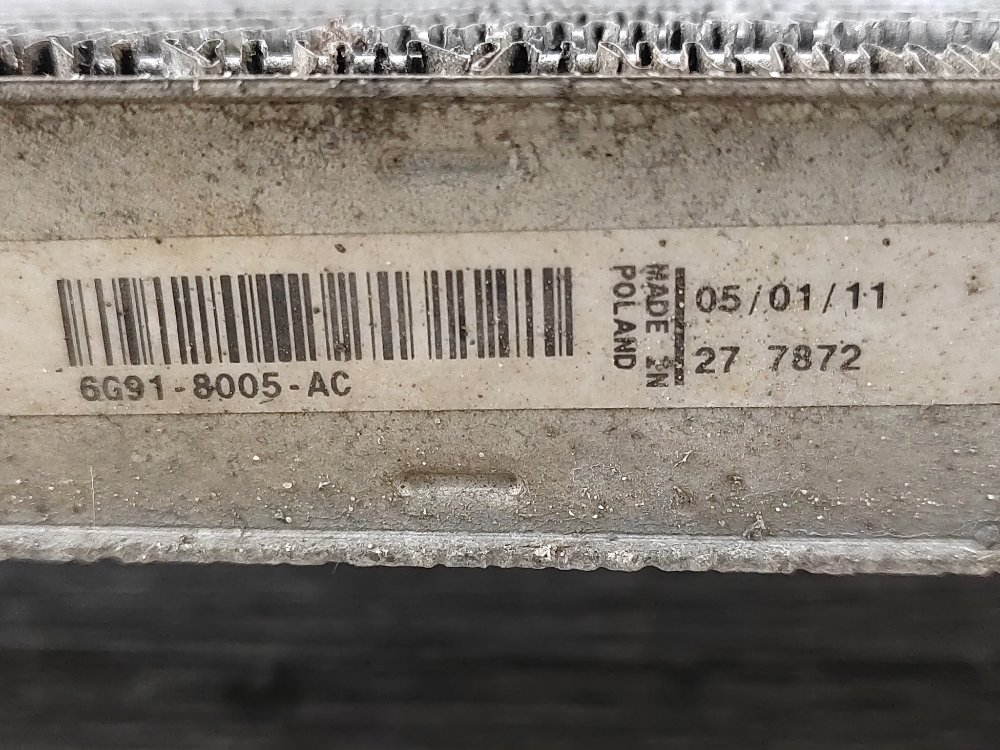 6G91-8005-AC
MADE IN
POLAND
05/01/11
27 7872